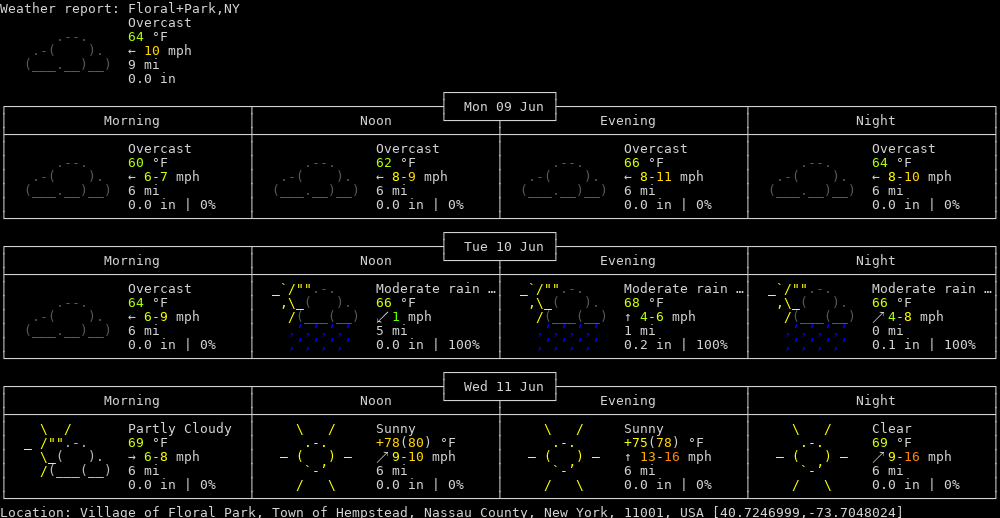 Weather report: Floral+Park,NY
Overcast
64 °F
← 10 mph
9 mi
0.0 in
Mon 09 Jun
Morning Noon Evening Night
Overcast Overcast Overcast Overcast
60 °F 62 °F 66 °F 64 °F
← 6-7 mph ← 8-9 mph ← 8-11 mph ← 8-10 mph
6 mi 6 mi 6 mi 6 mi
0.0 in | 0% 0.0 in | 0% 0.0 in | 0% 0.0 in | 0%
Tue 10 Jun
Morning Noon Evening Night
Overcast Moderate rain … Moderate rain … Moderate rain …
64 °F 66 °F 68 °F 66 °F
← 6-9 mph ↙ 1 mph ↑ 4-6 mph ↗ 4-8 mph
6 mi 5 mi 1 mi 0 mi
0.0 in | 0% 0.0 in | 100% 0.2 in | 100% 0.1 in | 100%
Wed 11 Jun
Morning Noon Evening Night
Partly Cloudy Sunny Sunny Clear
69 °F +78(80) °F +75(78) °F 69 °F
→ 6-8 mph ↗ 9-10 mph ↑ 13-16 mph ↗ 9-16 mph
6 mi 6 mi 6 mi 6 mi
0.0 in | 0% 0.0 in | 0% 0.0 in | 0% 0.0 in | 0%
Location: Village of Floral Park, Town of Hempstead, Nassau County, New York, 11001, USA [40.7246999,-73.7048024]